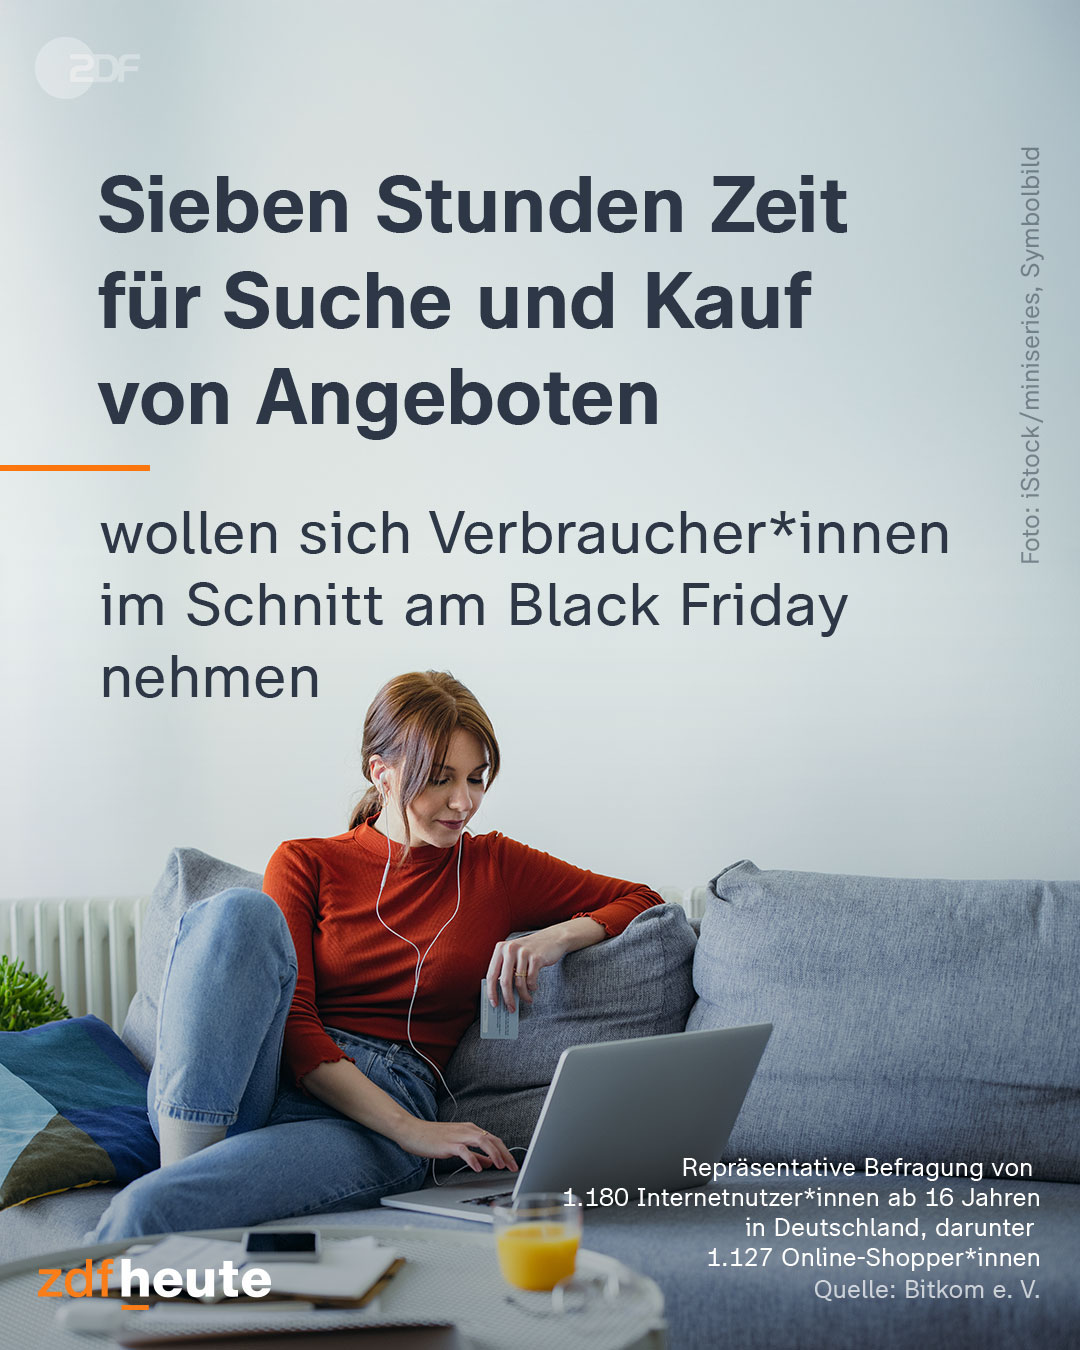 ZDF
Sieben Stunden Zeit
für Suche und Kauf
von Angeboten
wollen sich Verbraucher*innen
im Schnitt am Black Friday
nehmen
Foto: iStock/miniseries, Symbolbild
Repräsentative Befragung von
1.180 Internetnutzer*innen ab 16 Jahren
in Deutschland, darunter
1.127 Online-Shopper*innen
Quelle: Bitkom e. V.
zdfheute